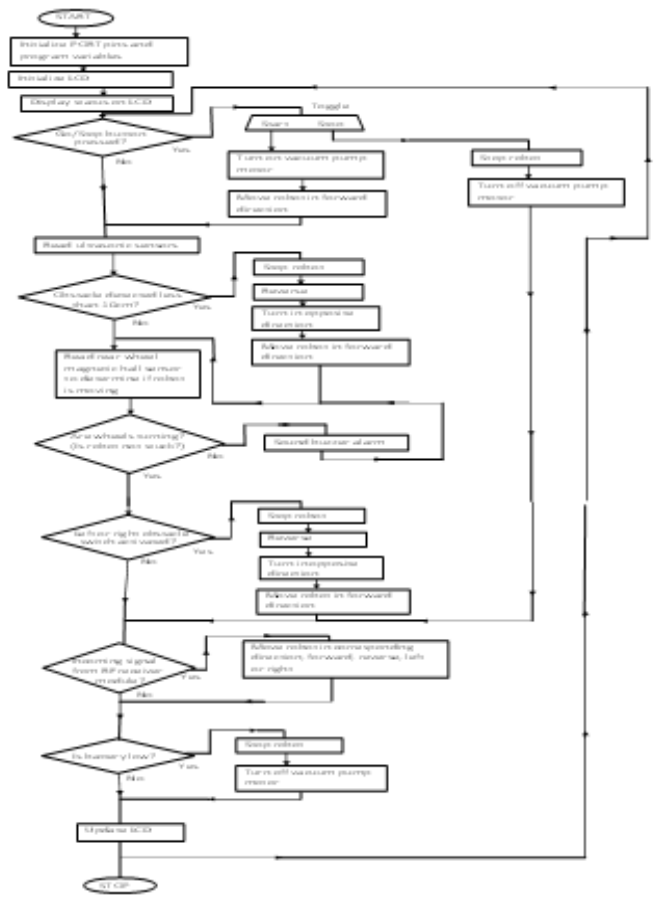 START
Initialize PORT pins and
program variables
Initialize LCD
Display status on LCD
Go/Stop button
pressed?
Yes
No
Toggle
Start Stop
Turn on vacuum pump
motor
Move robot in forward
direction
Stop robot
Turn off vacuum pump
motor
Read ultrasonic sensors
Obstacle distance less
than 10cm?
Yes
No
Stop robot
Reverse
Turn in opposite
direction
Move robot in forward
direction
Read rear wheel
magnetic hall sensor
to determine if robot
is moving
Are wheels turning?
(Is robot not stuck?)
No
Yes
Sound buzzer alarm
left or right obstacle
switch activated?
Yes
No
Stop robot
Reverse
Turn in opposite
direction
Move robot in forward
direction
Incoming signal
from RF receiver
module?
Yes
No
Move robot in corresponding
direction, forward, reverse, left
or right
Is battery low?
Yes
No
Stop robot
Turn off vacuum pump
motor
Update LCD
STOP